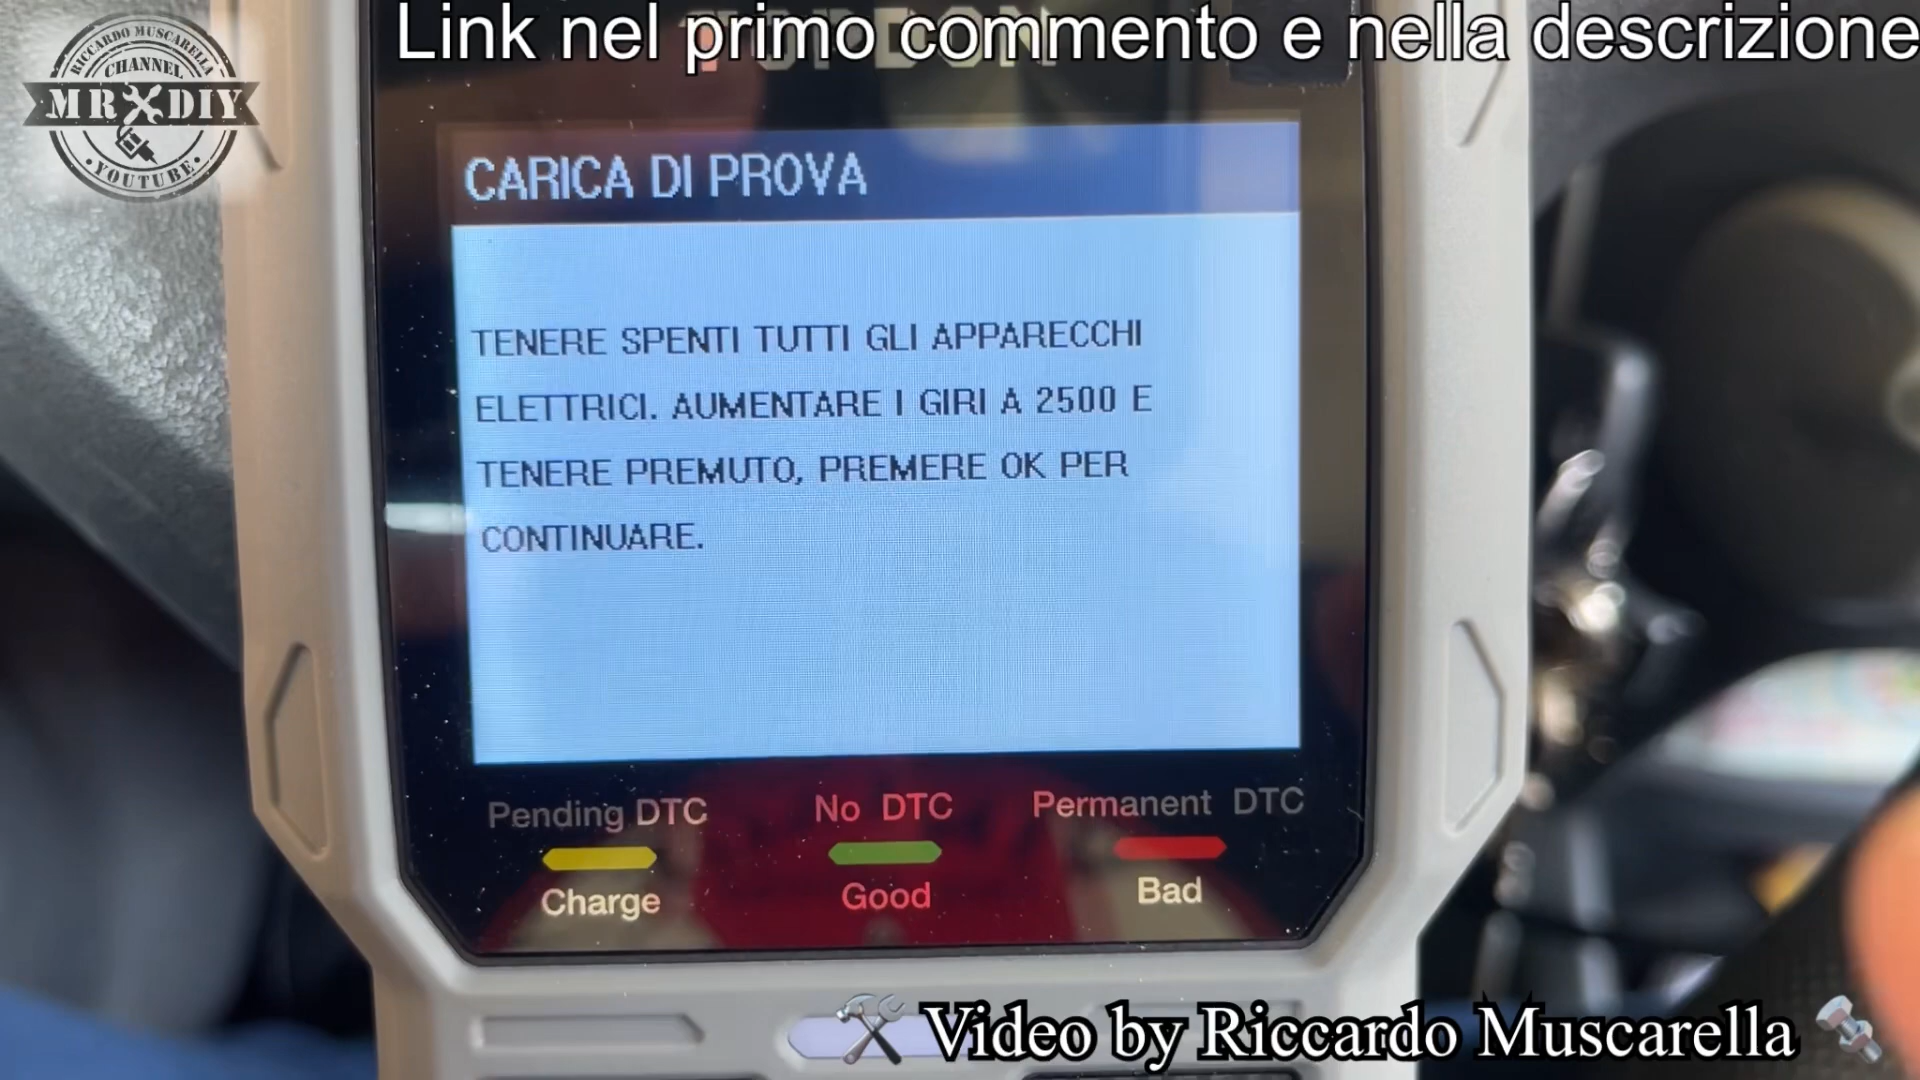 Link nel primo commento e nella descrizione
TOPDON
RICCARDO MUSCARELLA
CHANNEL
MR DIY
YOUTUBE
CARICA DI PROVA
TENERE SPENTI TUTTI GLI APPARECCHI
ELETTRICI. AUMENTARE I GIRI A 2500 E
TENERE PREMUTO, PREMERE OK PER
CONTINUARE.
Pending DTC No DTC Permanent DTC
Charge Good Bad
Video by Riccardo Muscarella